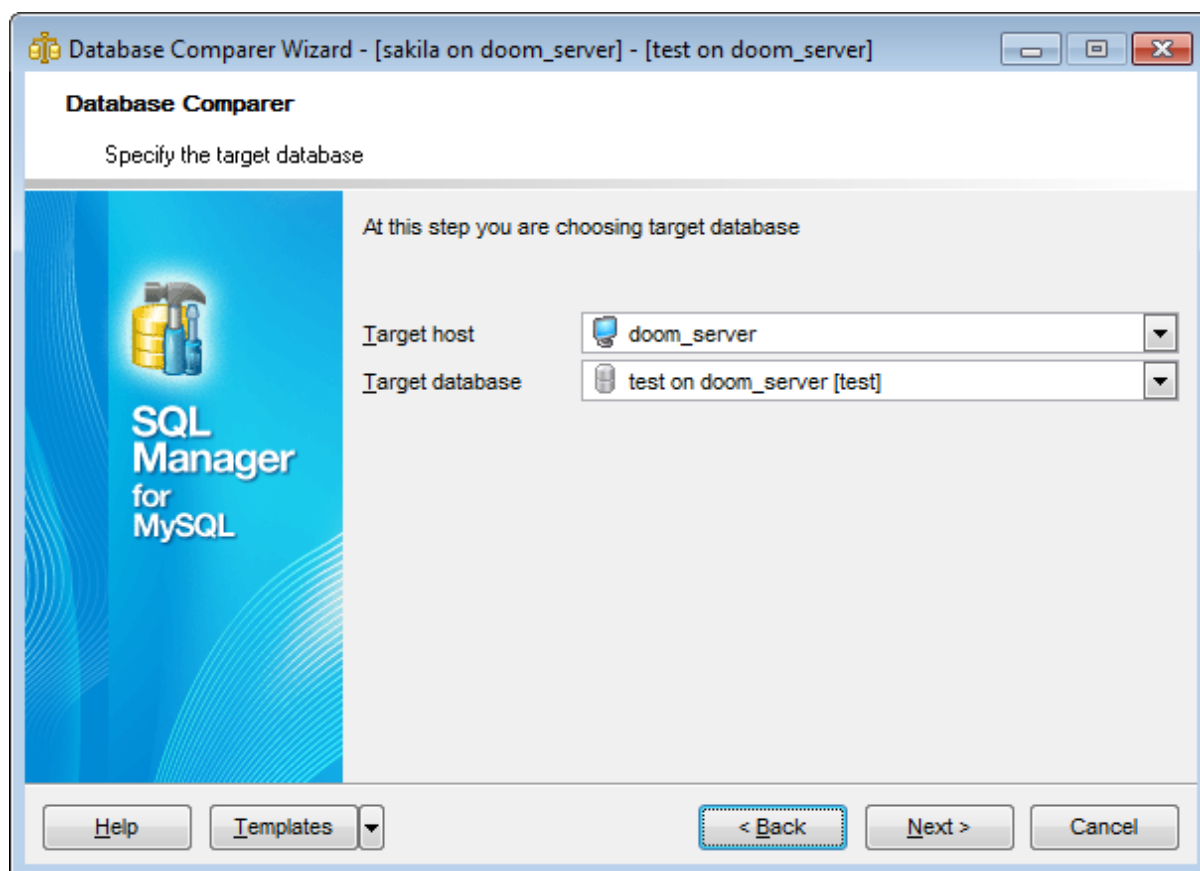 Database Comparer Wizard - [sakila on doom_server] - [test on doom_server]
Database Comparer
Specify the target database
At this step you are choosing target database
Target host doom_server
Target database test on doom_server [test]
SQL
Manager
for
MySQL
Help Templates < Back Next > Cancel